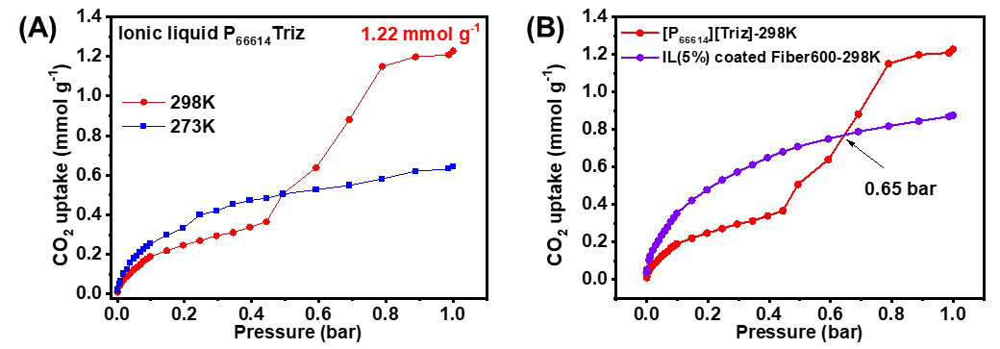 (A)
Ionic liquid P66614Triz
1.22 mmol g-1
298K
273K
CO2 uptake (mmol g-1)
1.4
1.2
1.0
0.8
0.6
0.4
0.2
0.0
0.0 0.2 0.4 0.6 0.8 1.0
Pressure (bar)
(B)
[P66614][Triz]-298K
IL(5%) coated Fiber600-298K
0.65 bar
CO2 uptake (mmol g-1)
1.4
1.2
1.0
0.8
0.6
0.4
0.2
0.0
0.0 0.2 0.4 0.6 0.8 1.0
Pressure (bar)